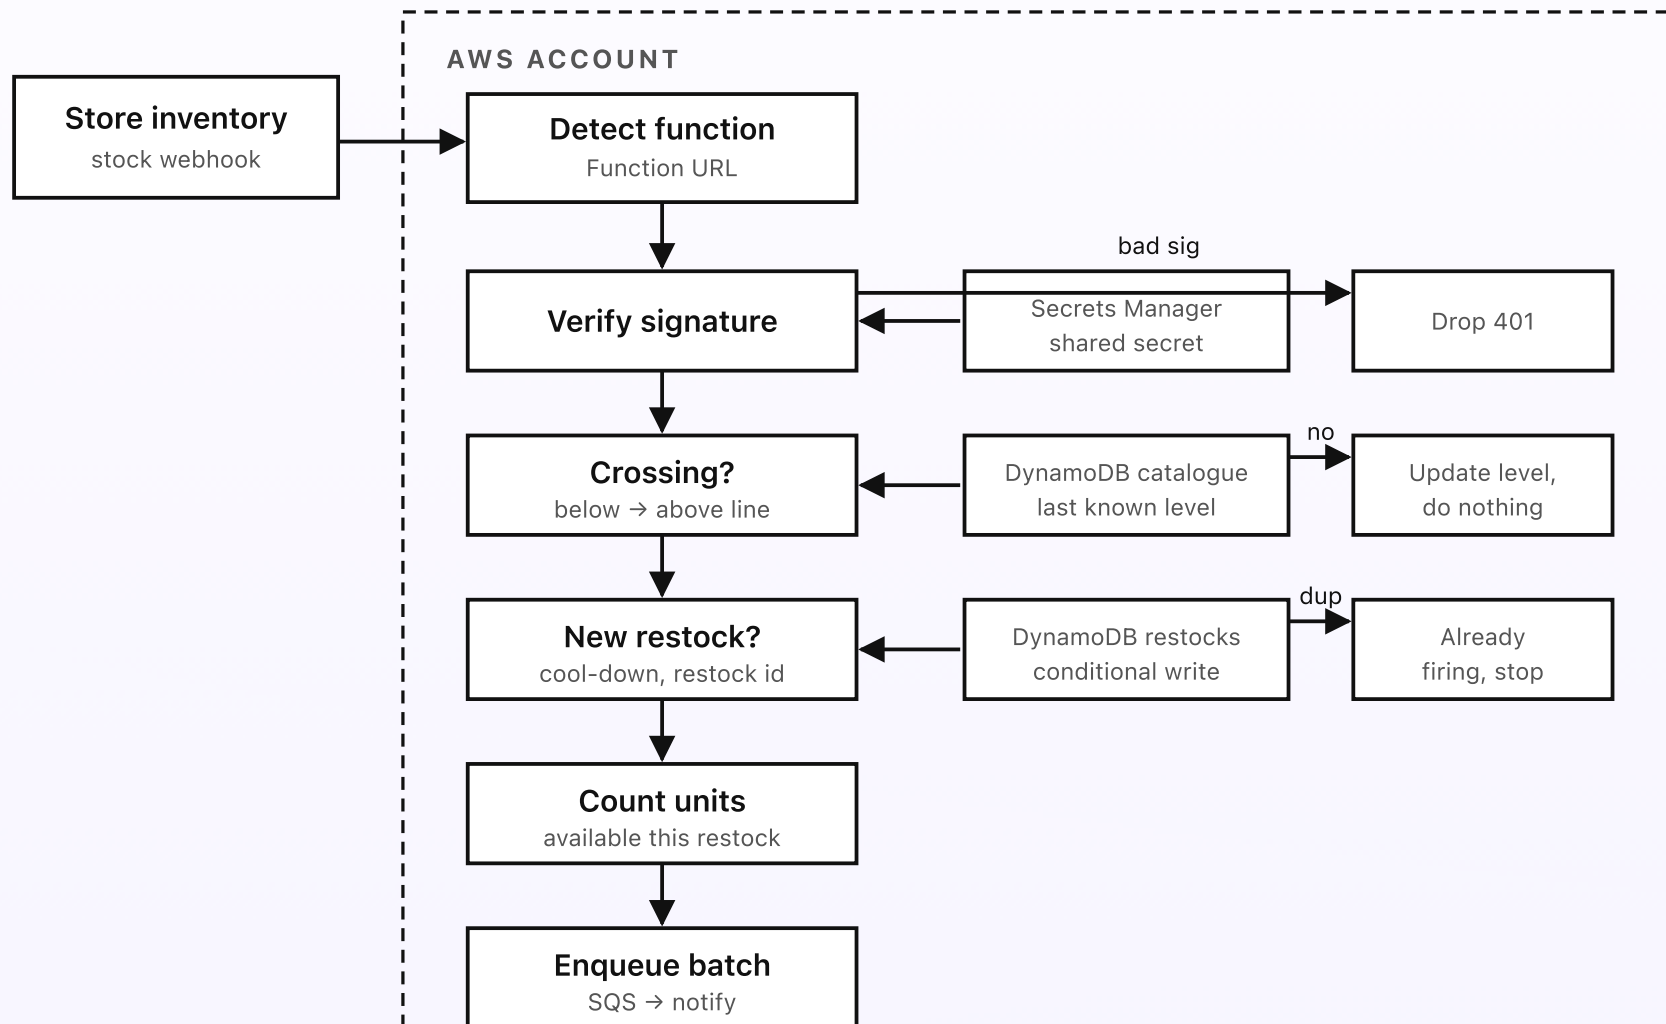 AWS ACCOUNT
Store inventory
stock webhook
Detect function
Function URL
bad sig
Verify signature
Secrets Manager
shared secret
Drop 401
Crossing?
below → above line
DynamoDB catalogue
last known level
no
Update level,
do nothing
New restock?
cool-down, restock id
DynamoDB restocks
conditional write
dup
Already
firing, stop
Count units
available this restock
Enqueue batch
SQS → notify